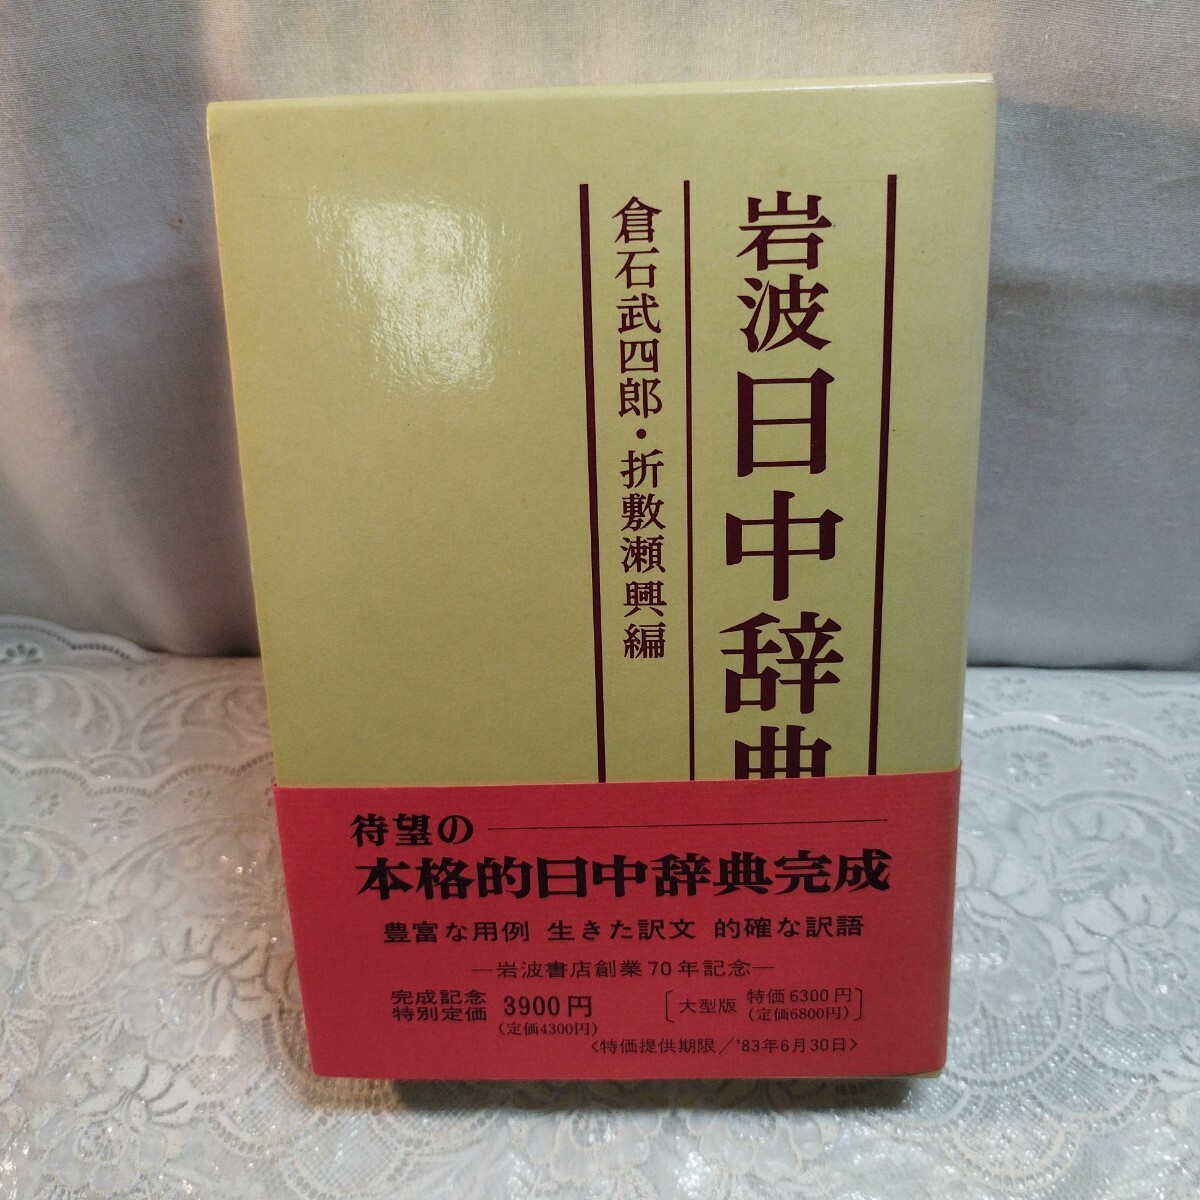 岩波日中辞典
倉石武四郎・折敷瀬興編
待望の
本格的日中辞典完成
豊富な用例 生きた訳文 的確な訳語
—岩波書店創業70年記念—
完成記念
特別定価 3900円
(定価4300円)
〔大型版 特価6300円
(定価6800円)〕
<特価提供期限／'83年6月30日>